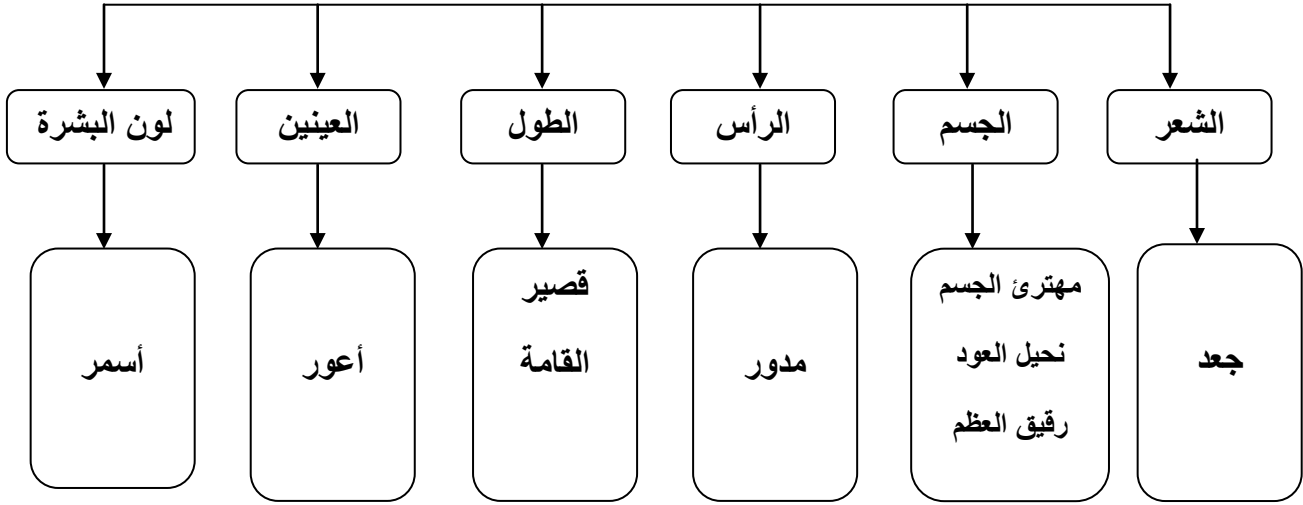 الشعر
الجسم
الرأس
الطول
العينين
لون البشرة
جعد
مهترئ الجسم
نحيل العود
رقيق العظم
مدور
قصير
القامة
أعور
أسمر